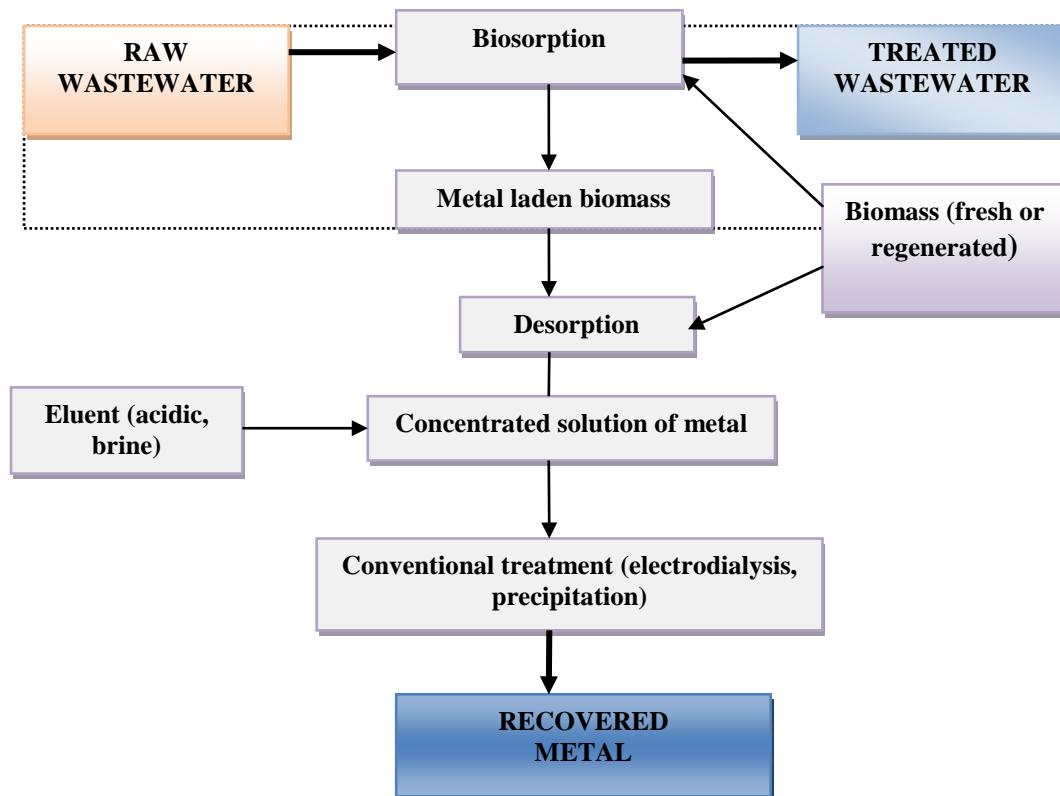 RAW
WASTEWATER
Biosorption
TREATED
WASTEWATER
Metal laden biomass
Biomass (fresh or
regenerated)
Desorption
Eluent (acidic,
brine)
Concentrated solution of metal
Conventional treatment (electrodialysis,
precipitation)
RECOVERED
METAL